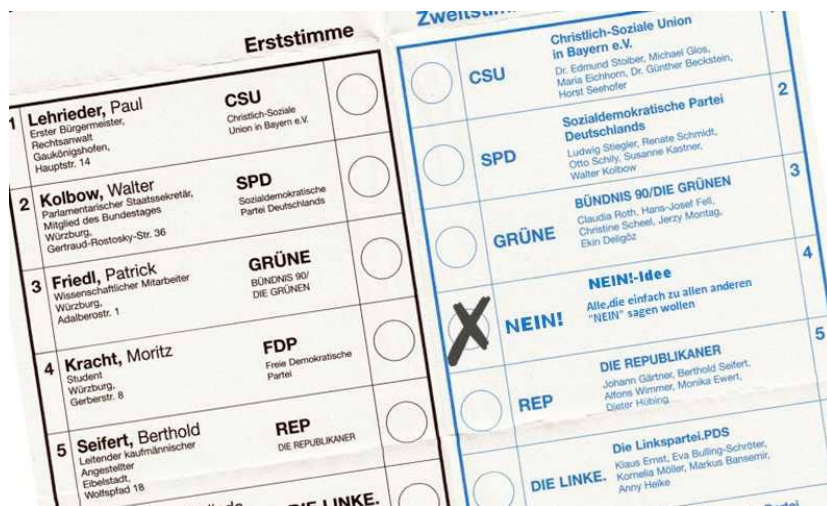 Erststimme
1 Lehrieder, Paul
Erster Bürgermeister,
Rechtsanwalt
Gaukönigshofen,
Hauptstr. 14
CSU
Christlich-Soziale
Union in Bayern e.V.
2 Kolbow, Walter
Parlamentarischer Staatssekretär,
Mitglied des Bundestages
Würzburg,
Gertraud-Rostosky-Str. 36
SPD
Sozialdemokratische
Partei Deutschlands
3 Friedl, Patrick
Wissenschaftlicher Mitarbeiter
Würzburg,
Adalberostr. 1
GRÜNE
BÜNDNIS 90/
DIE GRÜNEN
4 Kracht, Moritz
Student
Würzburg,
Gerberstr. 8
FDP
Freie Demokratische
Partei
5 Seifert, Berthold
Leitender kaufmännischer
Angestellter
Eibelstadt,
Wolfspfad 18
REP
DIE REPUBLIKANER
DIE LINKE.
Zweitstimme
CSU
Christlich-Soziale Union
in Bayern e.V.
Dr. Edmund Stoiber, Michael Glos,
Maria Eichhorn, Dr. Günther Beckstein,
Horst Seehofer
SPD
Sozialdemokratische Partei
Deutschlands
Ludwig Stiegler, Renate Schmidt,
Otto Schily, Susanne Kastner,
Walter Kolbow
2
GRÜNE
BÜNDNIS 90/DIE GRÜNEN
Claudia Roth, Hans-Josef Fell,
Christine Scheel, Jerzy Montag,
Ekin Deligöz
3
NEIN!
NEIN!-Idee
Alle,die einfach zu allen anderen
"NEIN" sagen wollen
4
REP
DIE REPUBLIKANER
Johann Gärtner, Berthold Seifert,
Alfons Wimmer, Monika Ewert,
Dieter Hübing
5
DIE LINKE.
Die Linkspartei.PDS
Klaus Ernst, Eva Bulling-Schröter,
Kornelia Möller, Markus Bansemir,
Anny Heike